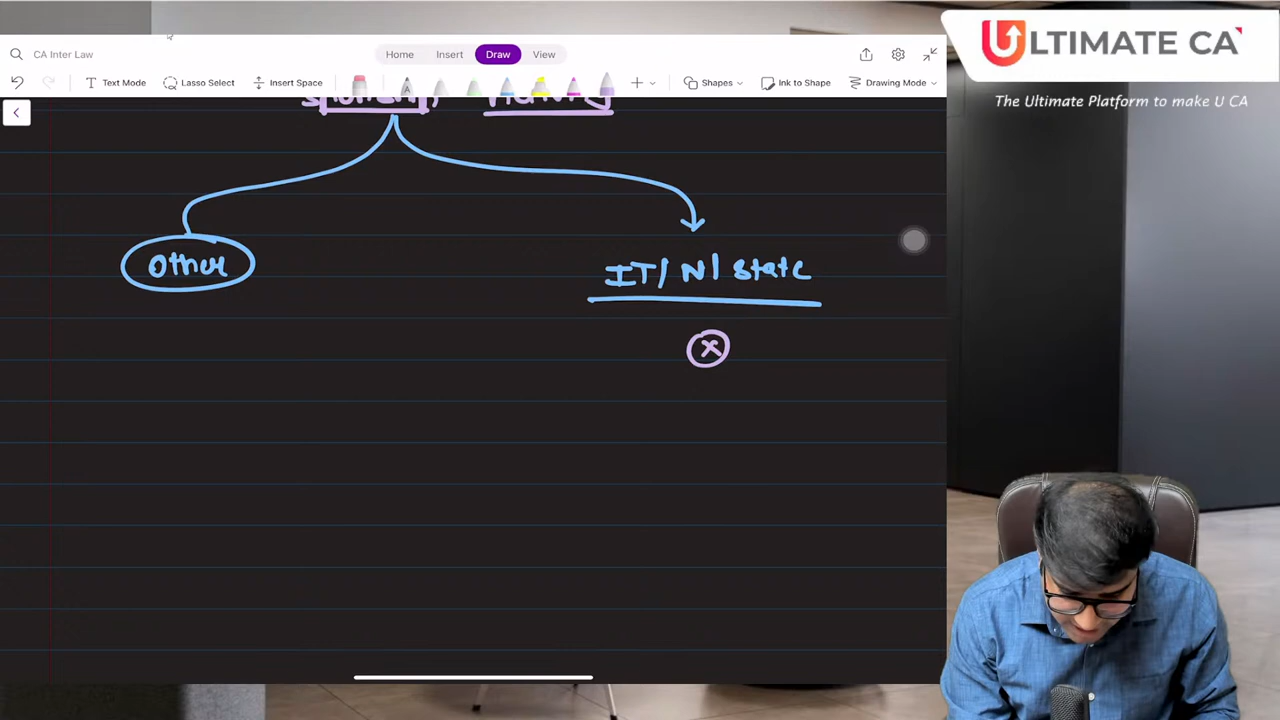 ULTIMATE CA
CA Inter Law
Home Insert Draw View
Text Mode Lasso Select Insert Space Shapes Ink to Shape Drawing Mode
The Ultimate Platform to make U CA
Other
IT/ N/ State